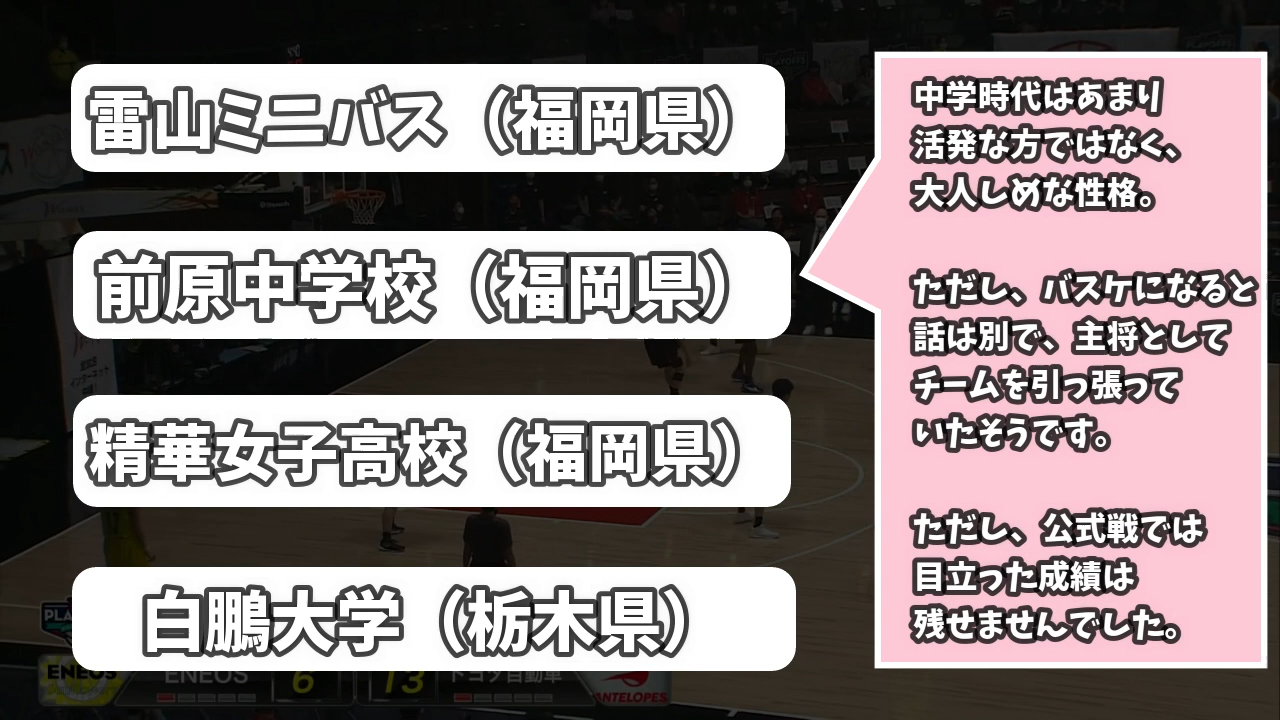 雷山ミニバス（福岡県）
前原中学校（福岡県）
精華女子高校（福岡県）
白鵬大学（栃木県）
中学時代はあまり
活発な方ではなく、
大人しめな性格。
ただし、バスケになると
話は別で、主将として
チームを引っ張って
いたそうです。
ただし、公式戦では
目立った成績は
残せませんでした。
ENEOS
ENEOS 6 13 トヨタ自動車
ANTELOPES